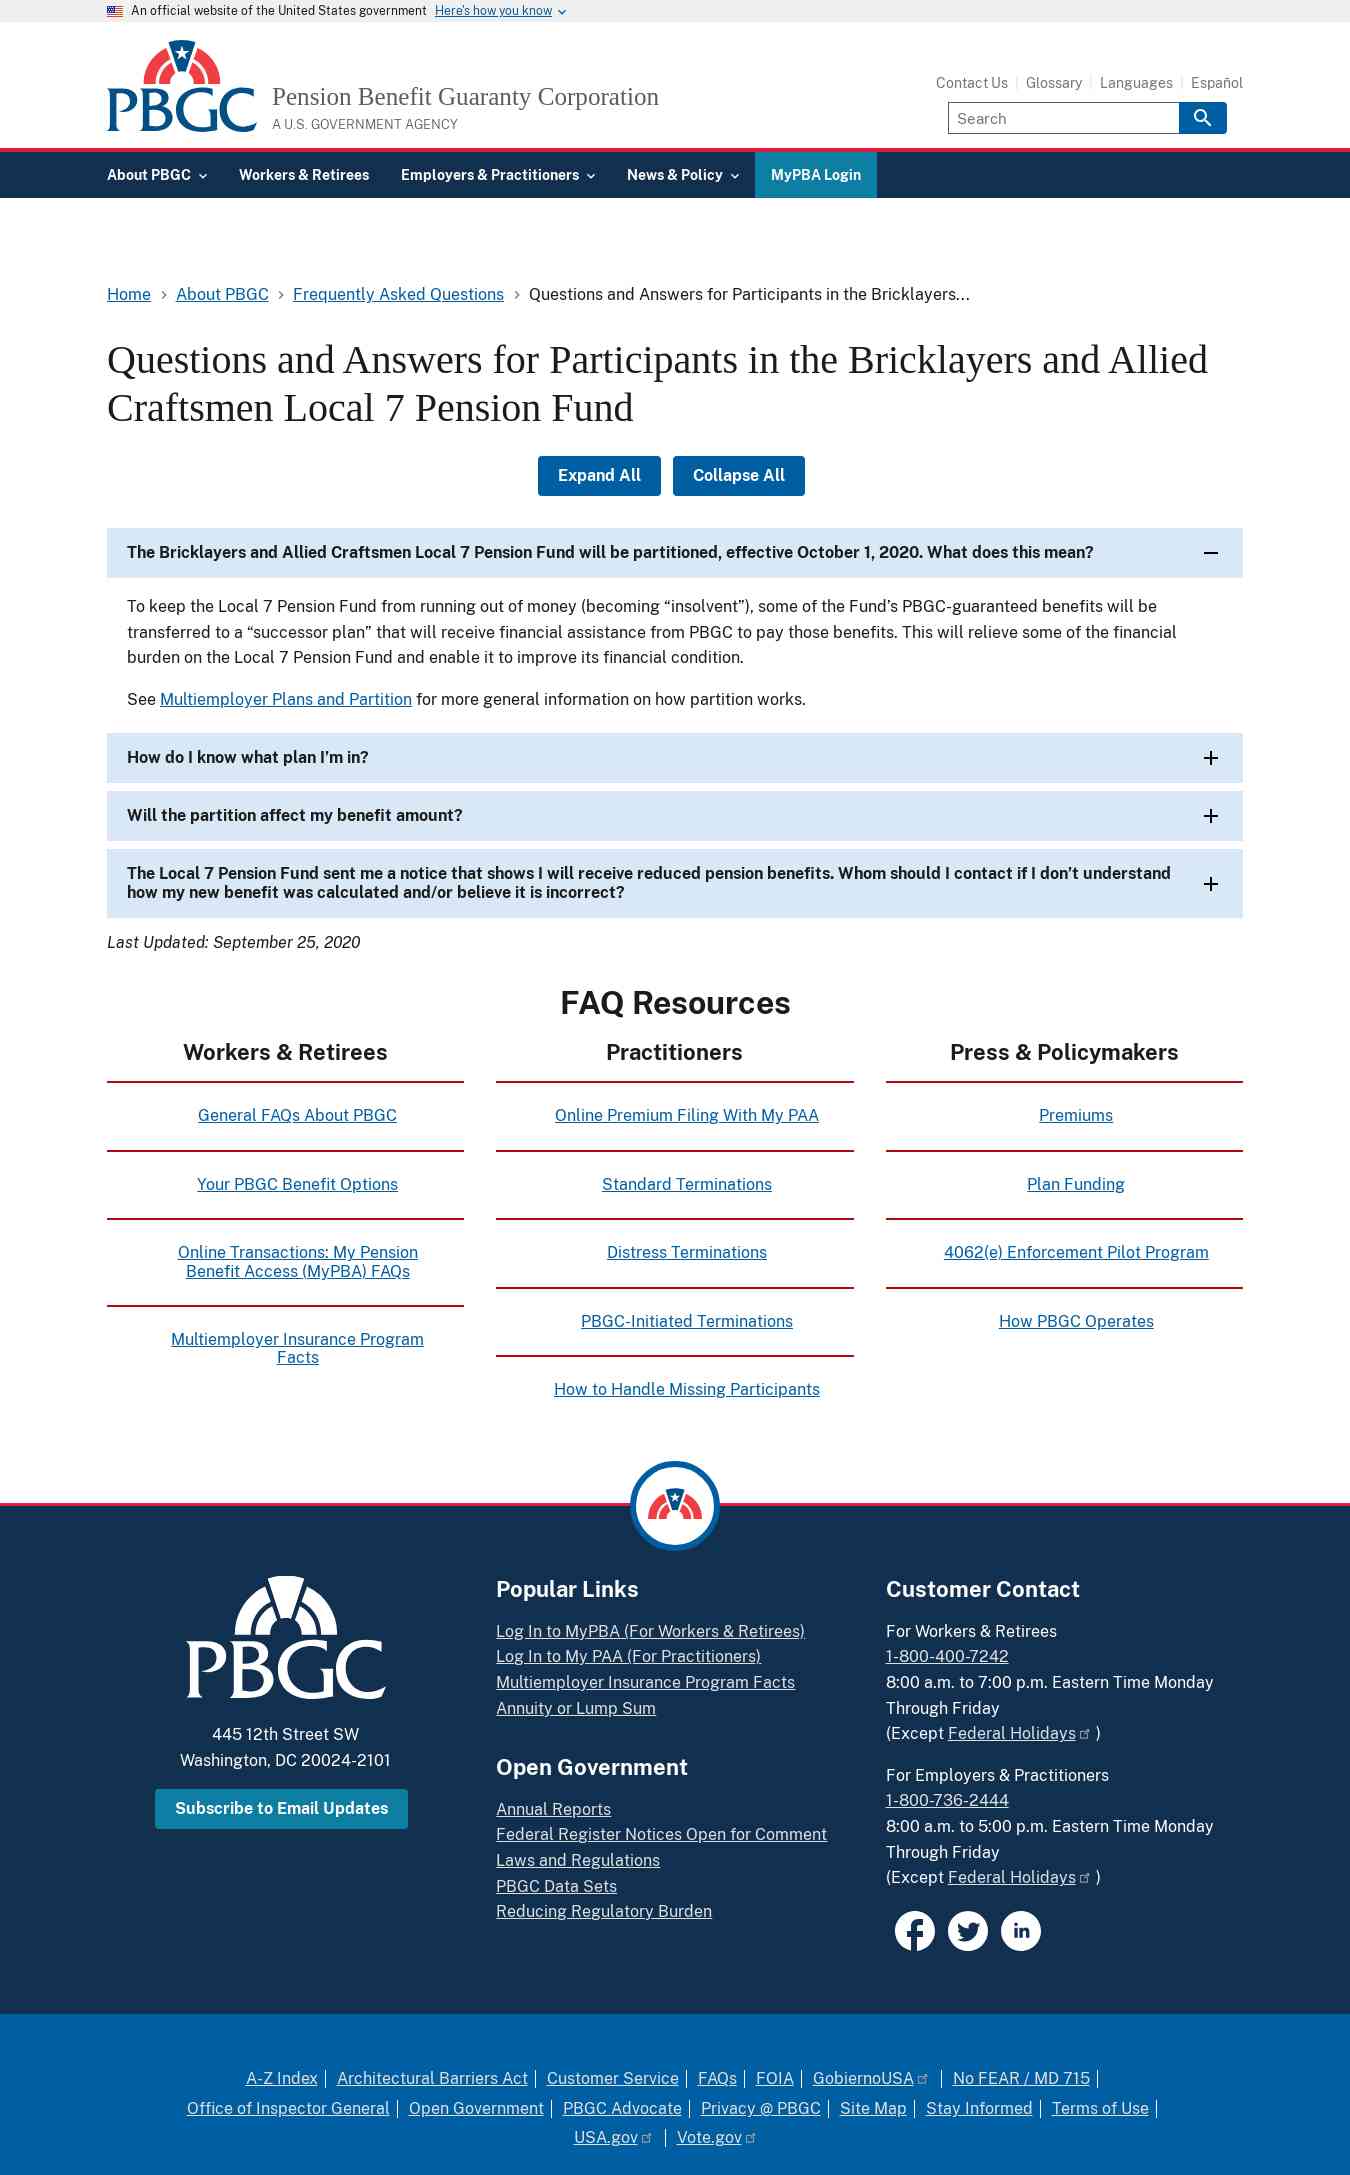 An official website of the United States government Here's how you know
PBGC
Pension Benefit Guaranty Corporation
A U.S. GOVERNMENT AGENCY
Contact Us
Glossary
Languages
Español
Search
About PBGC
Workers & Retirees
Employers & Practitioners
News & Policy
MyPBA Login
Home
About PBGC
Frequently Asked Questions
Questions and Answers for Participants in the Bricklayers...
Questions and Answers for Participants in the Bricklayers and Allied
Craftsmen Local 7 Pension Fund
Expand All
Collapse All
The Bricklayers and Allied Craftsmen Local 7 Pension Fund will be partitioned, effective October 1, 2020. What does this mean?
To keep the Local 7 Pension Fund from running out of money (becoming “insolvent”), some of the Fund’s PBGC-guaranteed benefits will be
transferred to a “successor plan” that will receive financial assistance from PBGC to pay those benefits. This will relieve some of the financial
burden on the Local 7 Pension Fund and enable it to improve its financial condition.
See Multiemployer Plans and Partition for more general information on how partition works.
How do I know what plan I’m in?
Will the partition affect my benefit amount?
The Local 7 Pension Fund sent me a notice that shows I will receive reduced pension benefits. Whom should I contact if I don’t understand
how my new benefit was calculated and/or believe it is incorrect?
Last Updated: September 25, 2020
FAQ Resources
Workers & Retirees
General FAQs About PBGC
Your PBGC Benefit Options
Online Transactions: My Pension
Benefit Access (MyPBA) FAQs
Multiemployer Insurance Program
Facts
Practitioners
Online Premium Filing With My PAA
Standard Terminations
Distress Terminations
PBGC-Initiated Terminations
How to Handle Missing Participants
Press & Policymakers
Premiums
Plan Funding
4062(e) Enforcement Pilot Program
How PBGC Operates
PBGC
445 12th Street SW
Washington, DC 20024-2101
Subscribe to Email Updates
Popular Links
Log In to MyPBA (For Workers & Retirees)
Log In to My PAA (For Practitioners)
Multiemployer Insurance Program Facts
Annuity or Lump Sum
Open Government
Annual Reports
Federal Register Notices Open for Comment
Laws and Regulations
PBGC Data Sets
Reducing Regulatory Burden
Customer Contact
For Workers & Retirees
1-800-400-7242
8:00 a.m. to 7:00 p.m. Eastern Time Monday
Through Friday
(Except Federal Holidays )
For Employers & Practitioners
1-800-736-2444
8:00 a.m. to 5:00 p.m. Eastern Time Monday
Through Friday
(Except Federal Holidays )
in
A-Z Index Architectural Barriers Act Customer Service FAQs FOIA GobiernoUSA No FEAR / MD 715
Office of Inspector General Open Government PBGC Advocate Privacy @ PBGC Site Map Stay Informed Terms of Use
USA.gov Vote.gov